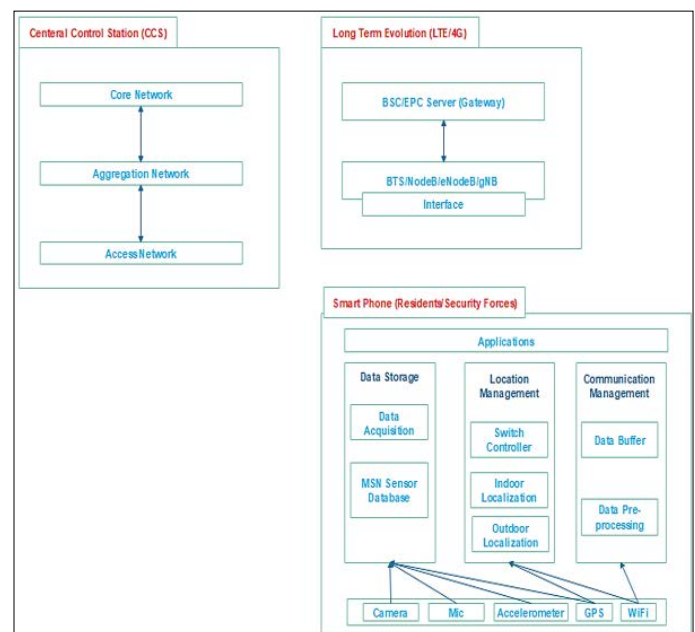 Centeral Control Station (CCS)
Core Network
Aggregation Network
Access Network
Long Term Evolution (LTE/4G)
BSC/EPC Server (Gateway)
BTS/NodeB/eNodeB/gNB
Interface
Smart Phone (Residents/Security Forces)
Applications
Data Storage
Data
Acquisition
MSN Sensor
Database
Location
Management
Switch
Controller
Indoor
Localization
Outdoor
Localization
Communication
Management
Data Buffer
Data Pre-
processing
Camera
Mic
Accelerometer
GPS
WiFi